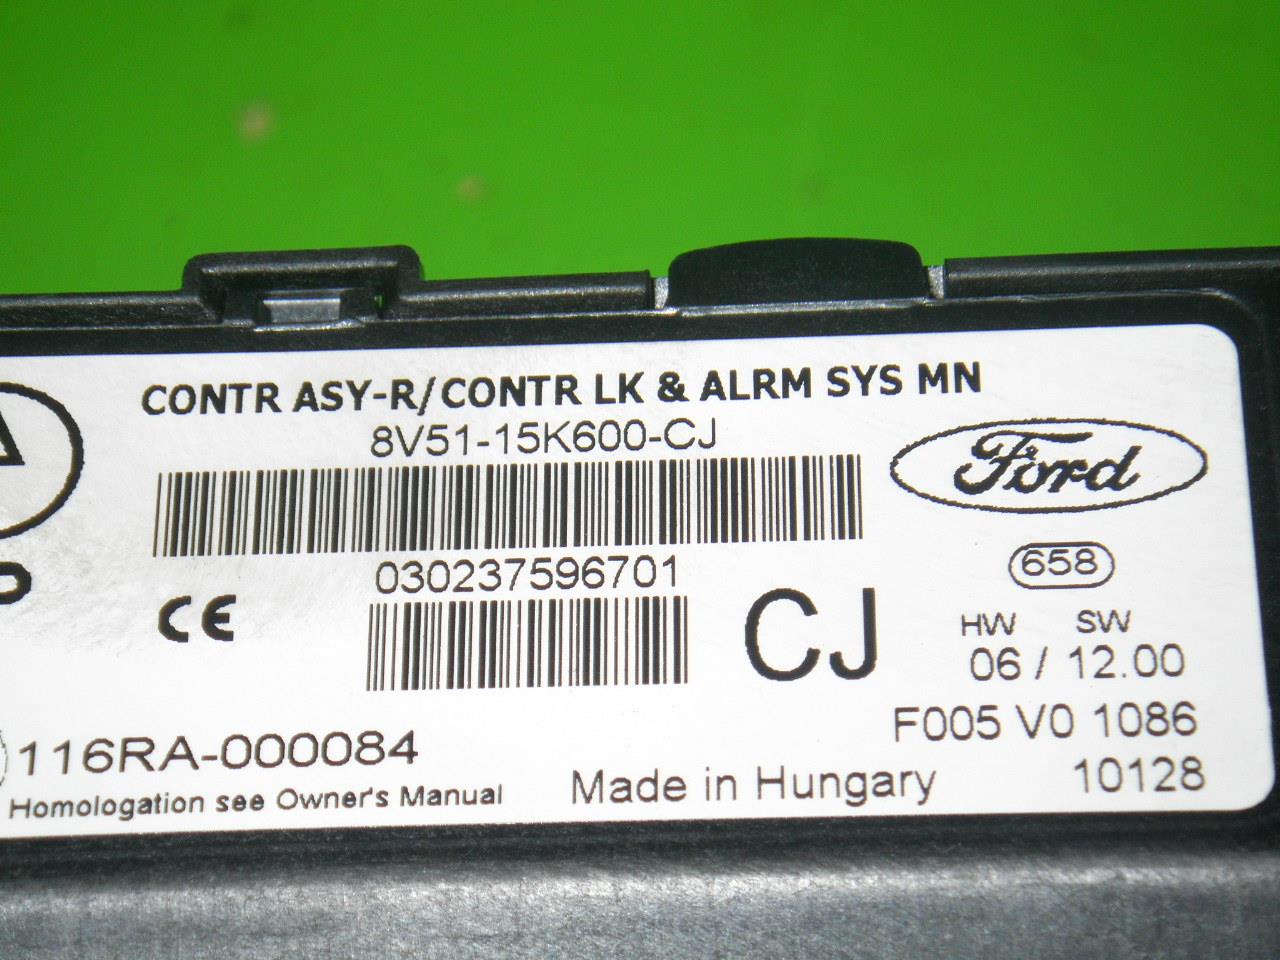 CONTR ASY-R/CONTR LK & ALRM SYS MN
8V51-15K600-CJ
Ford
030237596701
658
CE
CJ
HW SW
06 / 12.00
F005 V0 1086
116RA-000084
Made in Hungary
10128
Homologation see Owner's Manual